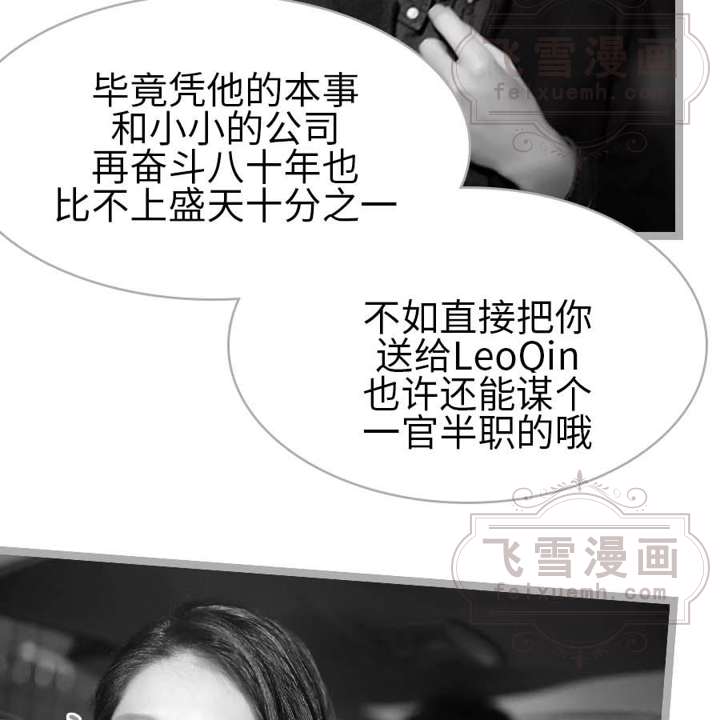 飞雪漫画
feixuemh.com
毕竟凭他的本事
和小小的公司
再奋斗八十年也
比不上盛天十分之一
不如直接把你
送给LeoQin
也许还能谋个
一官半职的哦
飞雪漫画
feixuemh.com